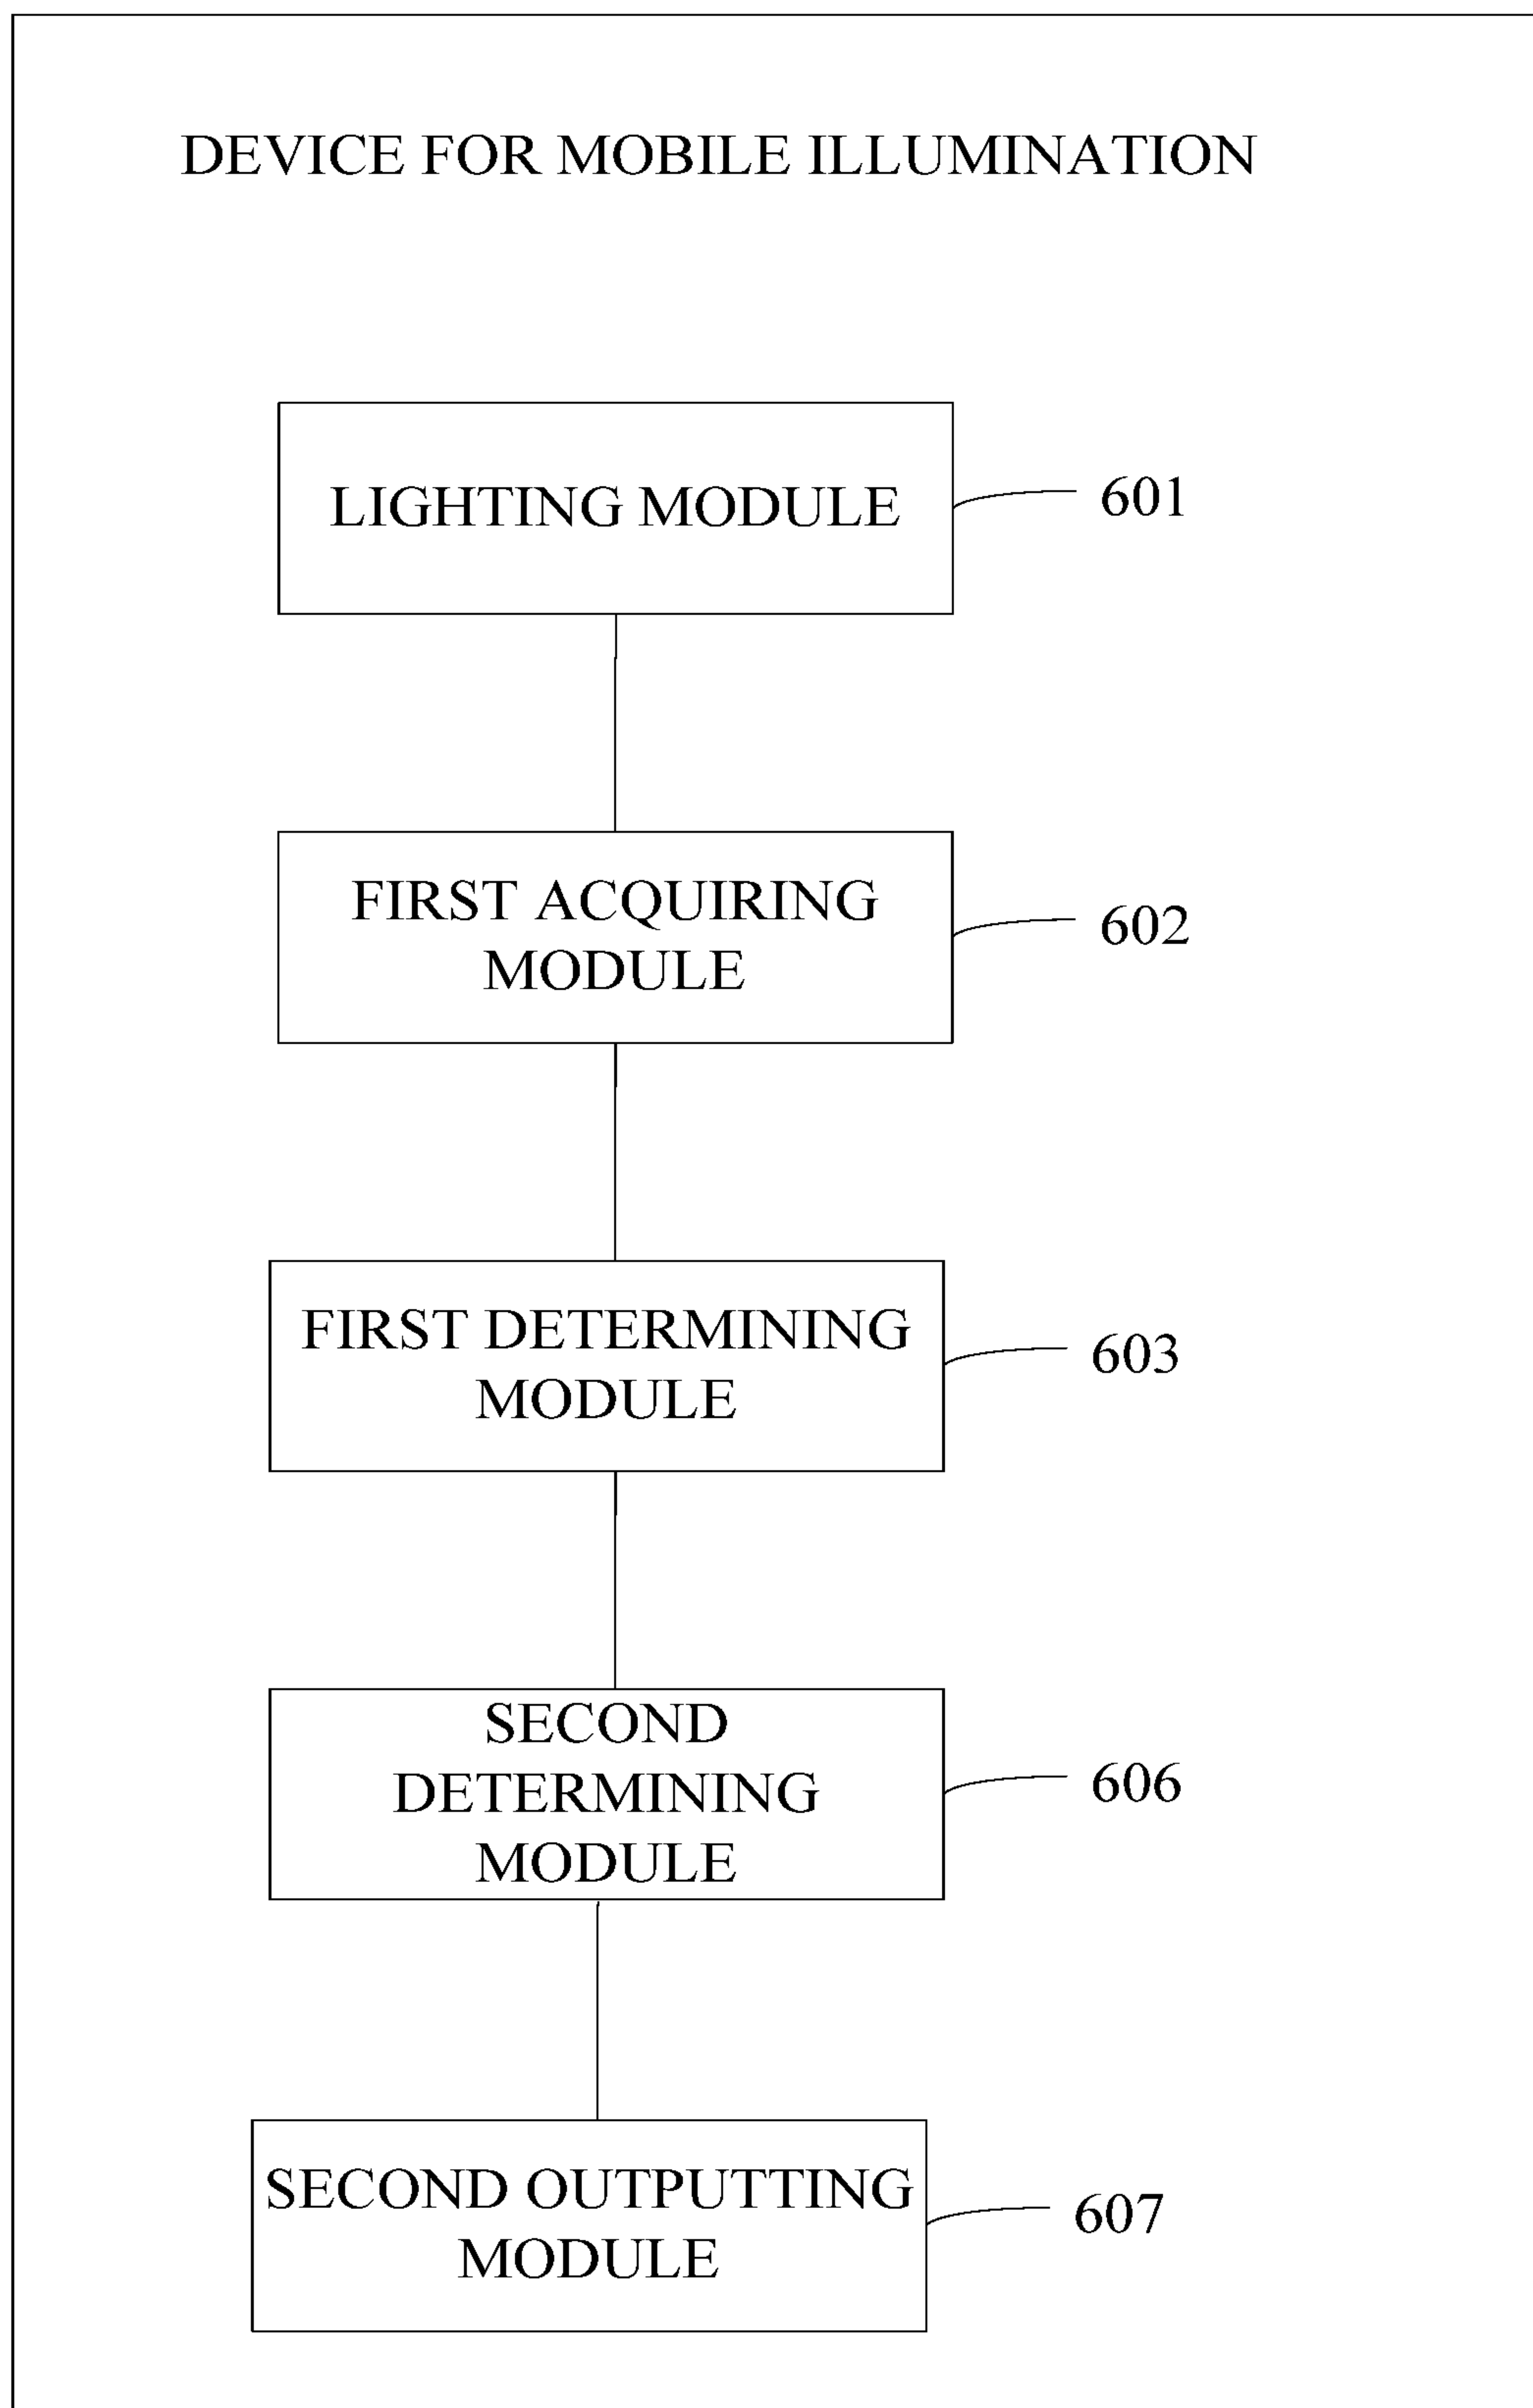 DEVICE FOR MOBILE ILLUMINATION
LIGHTING MODULE
601
FIRST ACQUIRING
MODULE
602
FIRST DETERMINING
MODULE
603
SECOND
DETERMINING
MODULE
606
SECOND OUTPUTTING
MODULE
607